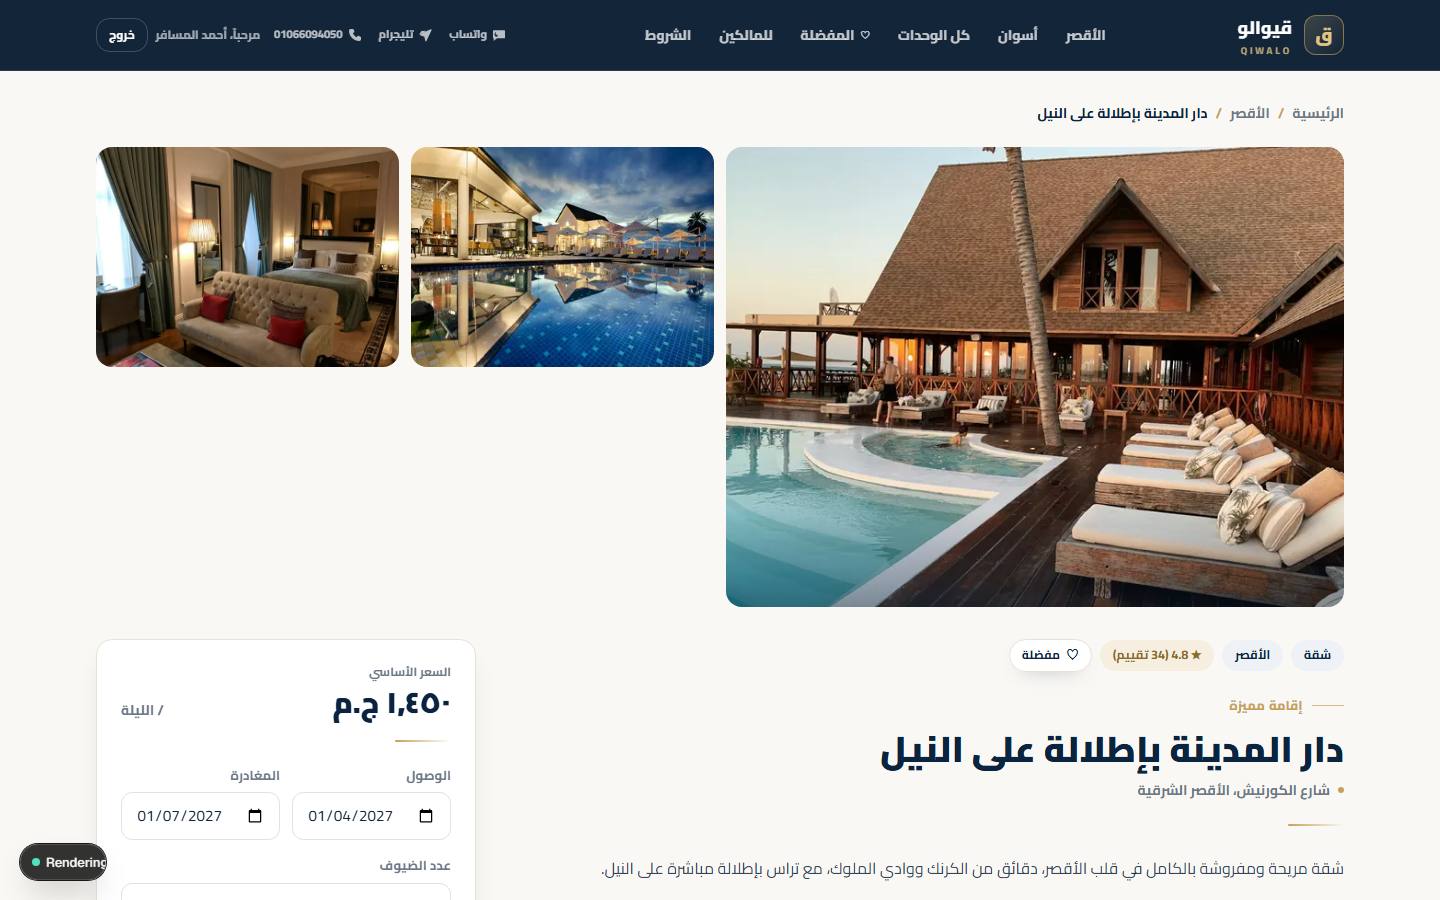 ق
قيوالو
QIWALO
الأقصر
أسوان
كل الوحدات
♡ المفضلة
للمالكين
الشروط
واتساب
تليجرام
01066094050
مرحباً، أحمد المسافر
خروج
الرئيسية / الأقصر / دار المدينة بإطلالة على النيل
شقة
الأقصر
★ 4.8 (34 تقييم)
♡ مفضلة
إقامة مميزة
دار المدينة بإطلالة على النيل
شارع الكورنيش، الأقصر الشرقية
شقة مريحة ومفروشة بالكامل في قلب الأقصر، دقائق من الكرنك ووادي الملوك، مع تراس بإطلالة مباشرة على النيل.
السعر الأساسي
١٬٤٥٠ ج.م
/ الليلة
الوصول
المغادرة
01/04/2027
01/07/2027
عدد الضيوف
Rendering